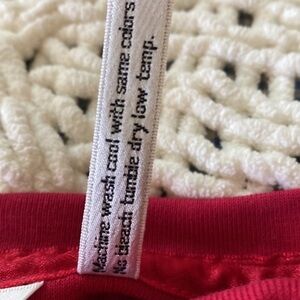 Machine wash cool with same colors
No bleach tumble dry low temp.